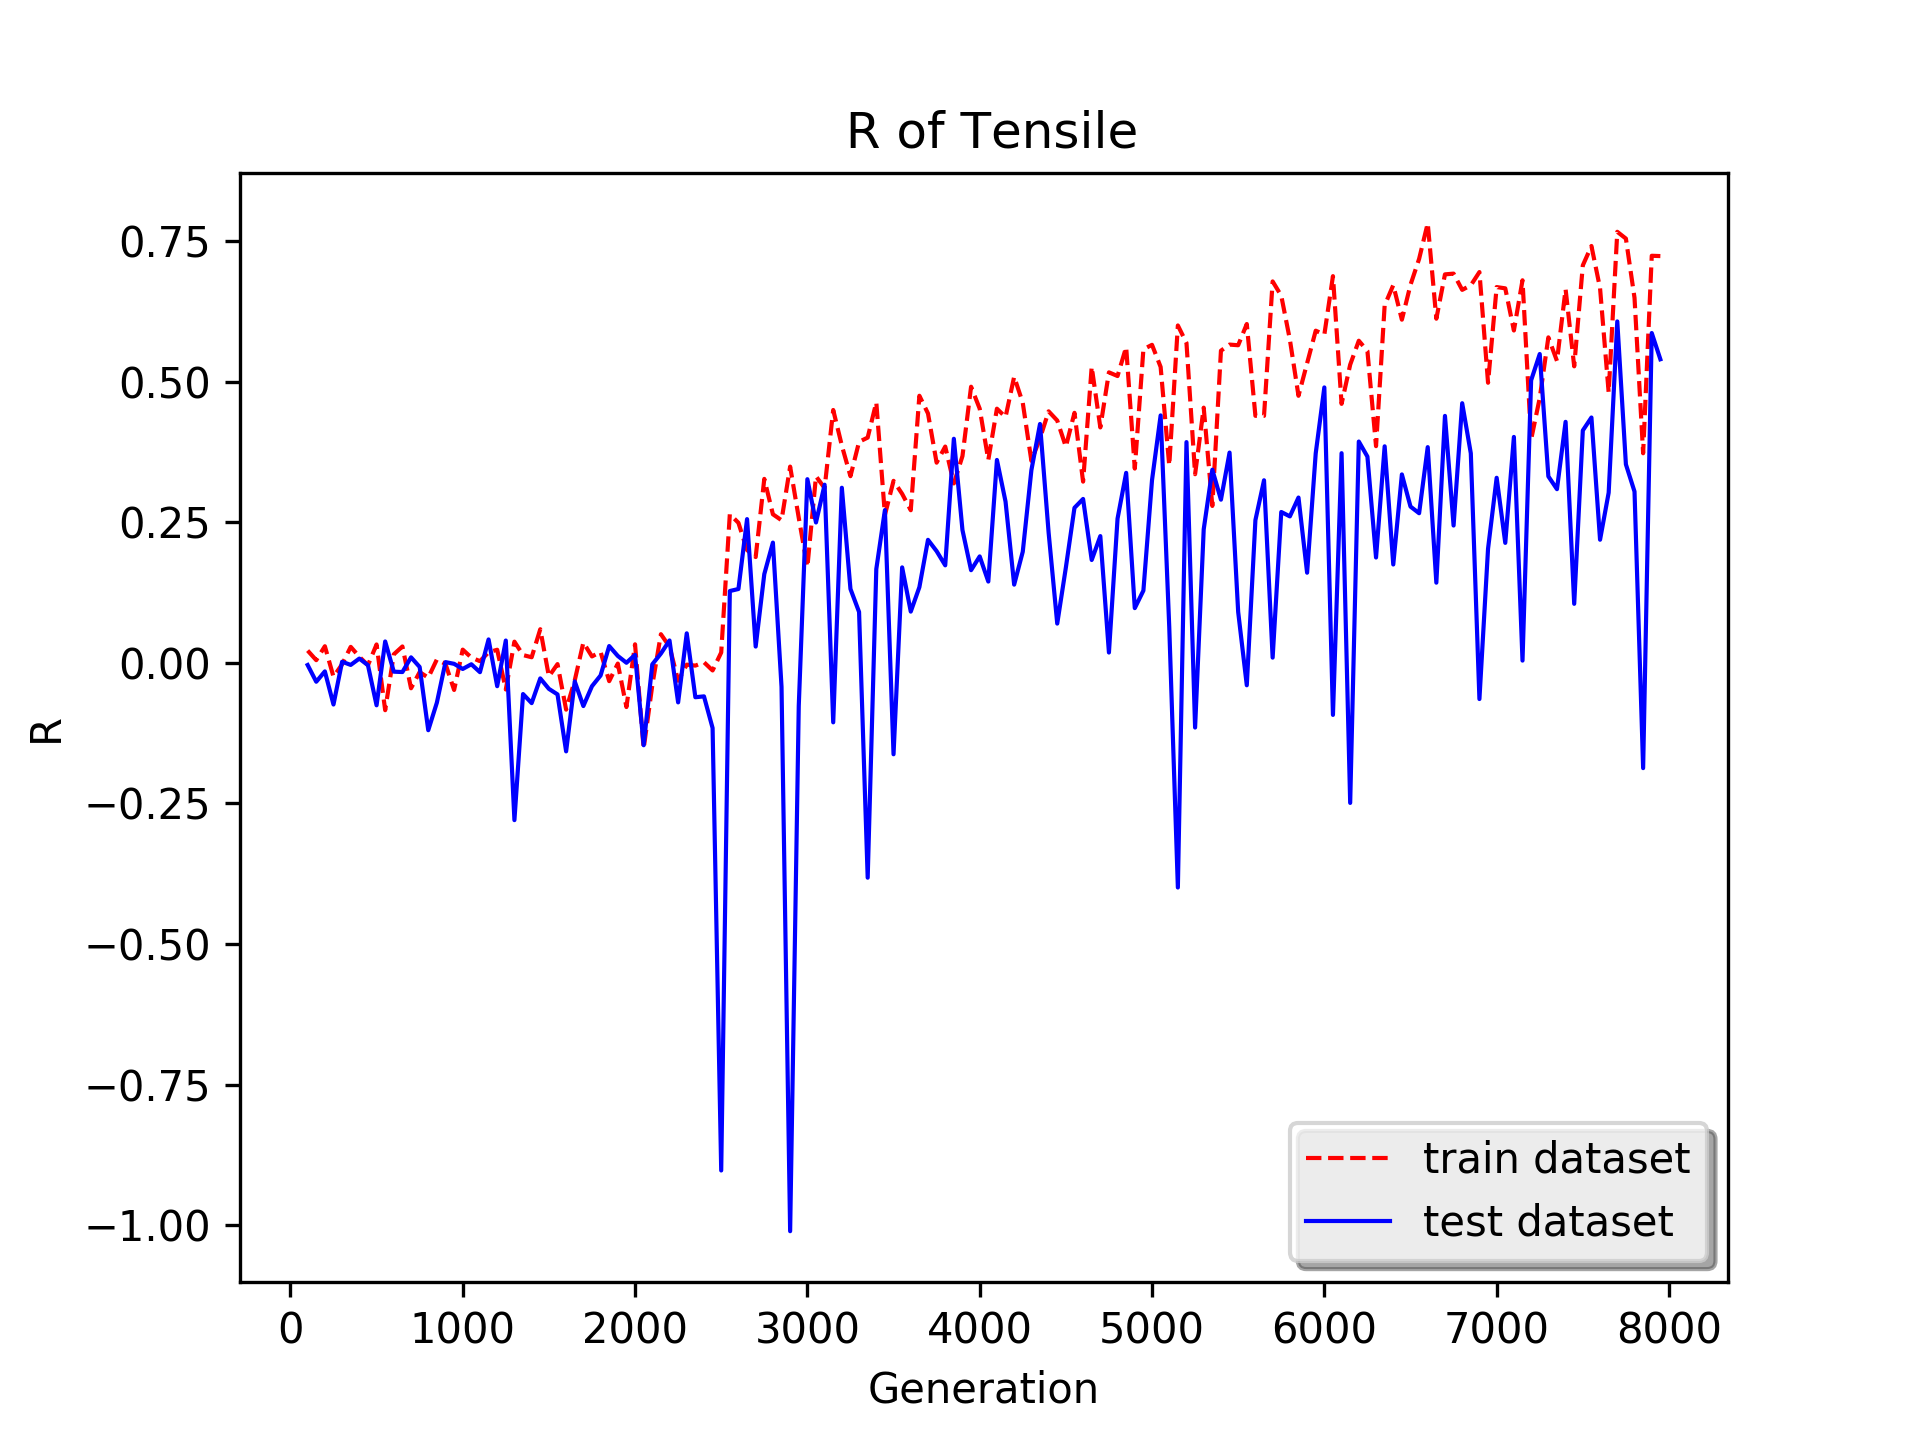 R of Tensile
0.75
0.50
0.25
0.00
−0.25
−0.50
−0.75
−1.00
R
train dataset
test dataset
0 1000 2000 3000 4000 5000 6000 7000 8000
Generation